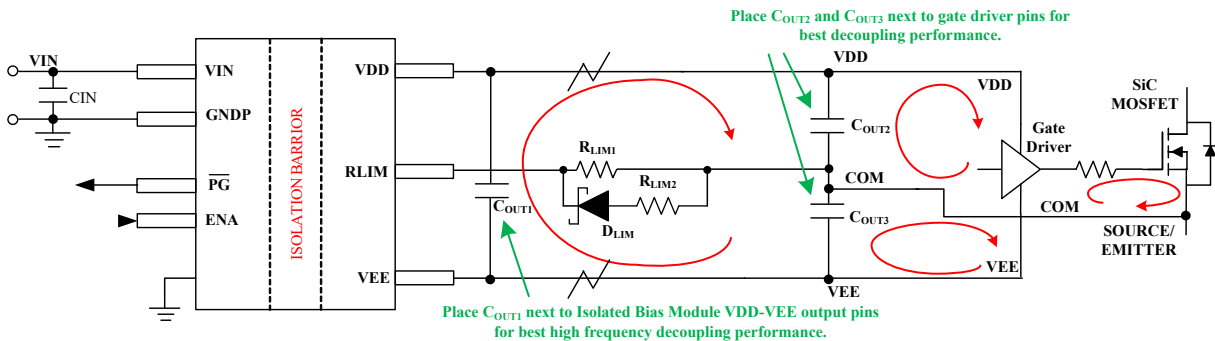 Place COUT2 and COUT3 next to gate driver pins for
best decoupling performance.
VIN
VIN
CIN
GNDP
PG
ENA
ISOLATION BARRIOR
VDD
RLIM
VEE
COUT1
RLIM1
RLIM2
DLIM
VDD
COUT2
COM
COUT3
VEE
VDD
Gate
Driver
COM
VEE
SiC
MOSFET
SOURCE/
EMITTER
Place COUT1 next to Isolated Bias Module VDD-VEE output pins
for best high frequency decoupling performance.